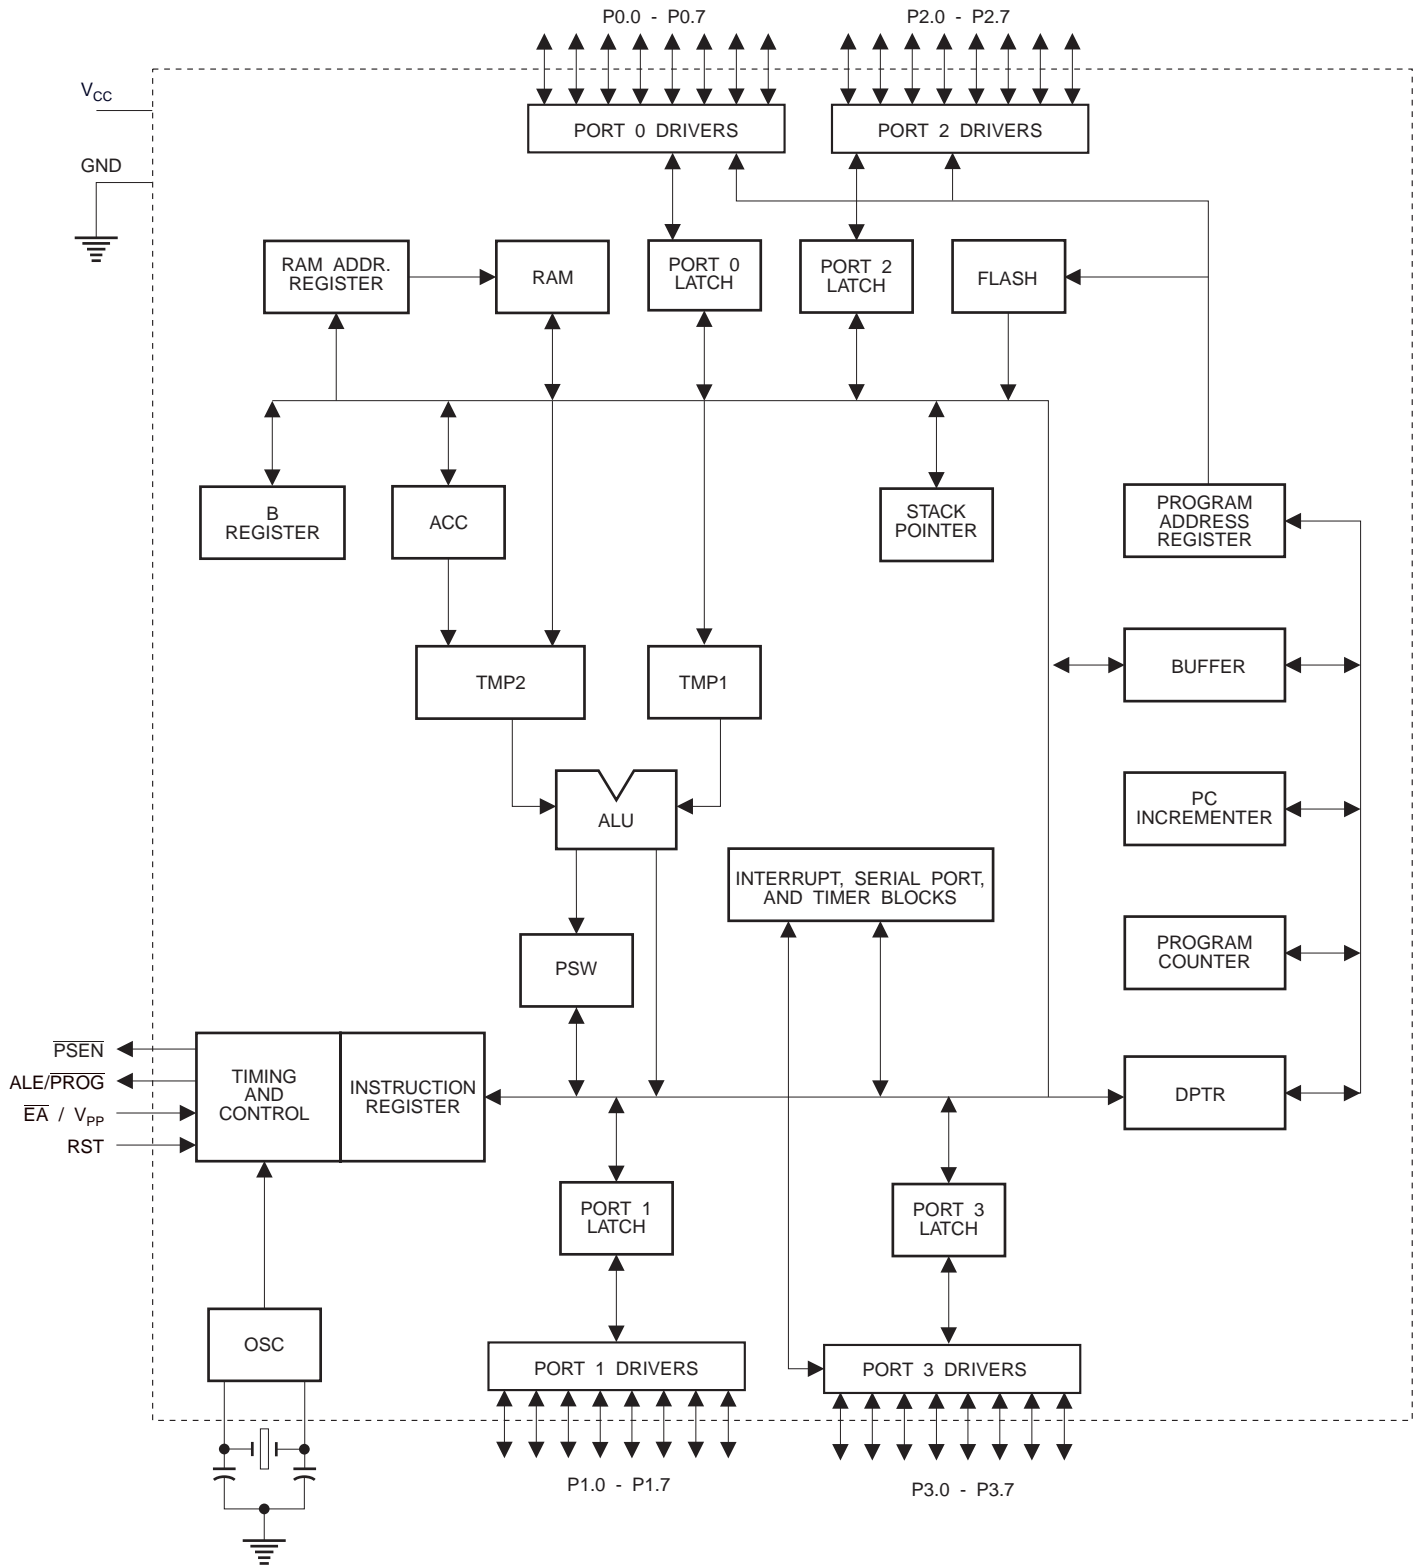 P0.0 - P0.7
P2.0 - P2.7
VCC
PORT 0 DRIVERS
PORT 2 DRIVERS
GND
RAM ADDR.
REGISTER
RAM
PORT 0
LATCH
PORT 2
LATCH
FLASH
B
REGISTER
ACC
STACK
POINTER
PROGRAM
ADDRESS
REGISTER
TMP2
TMP1
BUFFER
ALU
PC
INCREMENTER
INTERRUPT, SERIAL PORT,
AND TIMER BLOCKS
PSW
PROGRAM
COUNTER
PSEN
ALE/PROG
EA / VPP
RST
TIMING
AND
CONTROL
INSTRUCTION
REGISTER
DPTR
PORT 1
LATCH
PORT 3
LATCH
OSC
PORT 1 DRIVERS
PORT 3 DRIVERS
P1.0 - P1.7
P3.0 - P3.7